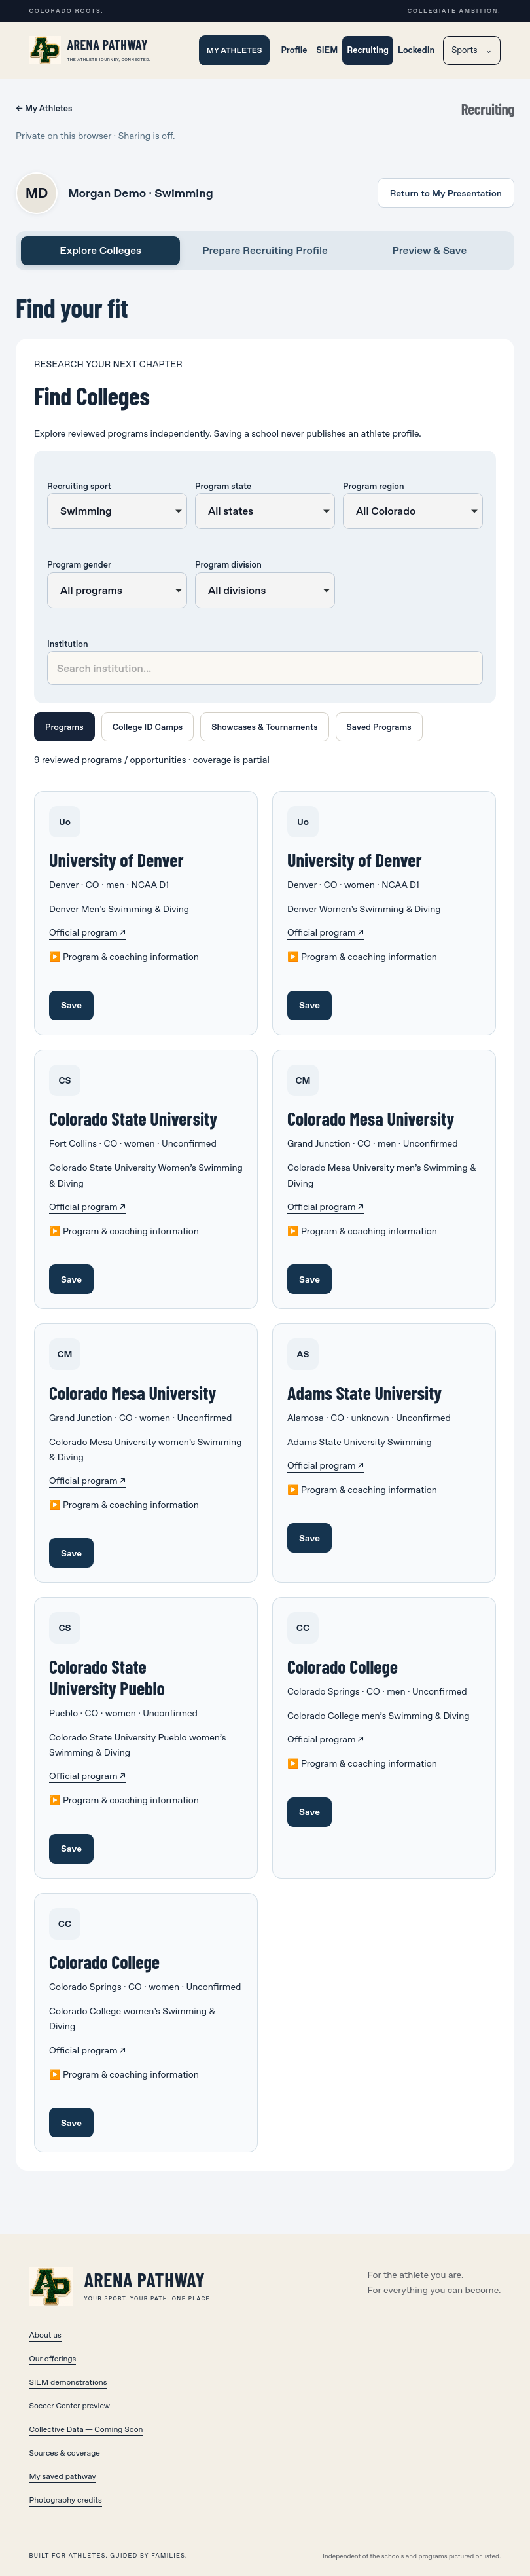 COLORADO ROOTS.
COLLEGIATE AMBITION.
AP
ARENA PATHWAY
THE ATHLETE JOURNEY, CONNECTED.
MY ATHLETES
Profile
SIEM
Recruiting
LockedIn
Sports
← My Athletes
Recruiting
Private on this browser · Sharing is off.
MD
Morgan Demo · Swimming
Return to My Presentation
Explore Colleges
Prepare Recruiting Profile
Preview & Save
Find your fit
RESEARCH YOUR NEXT CHAPTER
Find Colleges
Explore reviewed programs independently. Saving a school never publishes an athlete profile.
Recruiting sport
Program state
Program region
Swimming
All states
All Colorado
Program gender
Program division
All programs
All divisions
Institution
Search institution...
Programs
College ID Camps
Showcases & Tournaments
Saved Programs
9 reviewed programs / opportunities · coverage is partial
Uo
University of Denver
Denver · CO · men · NCAA D1
Denver Men's Swimming & Diving
Official program ↗
▶ Program & coaching information
Save
Uo
University of Denver
Denver · CO · women · NCAA D1
Denver Women's Swimming & Diving
Official program ↗
▶ Program & coaching information
Save
CS
Colorado State University
Fort Collins · CO · women · Unconfirmed
Colorado State University Women's Swimming
& Diving
Official program ↗
▶ Program & coaching information
Save
CM
Colorado Mesa University
Grand Junction · CO · men · Unconfirmed
Colorado Mesa University men's Swimming &
Diving
Official program ↗
▶ Program & coaching information
Save
CM
Colorado Mesa University
Grand Junction · CO · women · Unconfirmed
Colorado Mesa University women's Swimming
& Diving
Official program ↗
▶ Program & coaching information
Save
AS
Adams State University
Alamosa · CO · unknown · Unconfirmed
Adams State University Swimming
Official program ↗
▶ Program & coaching information
Save
CS
Colorado State
University Pueblo
Pueblo · CO · women · Unconfirmed
Colorado State University Pueblo women's
Swimming & Diving
Official program ↗
▶ Program & coaching information
Save
CC
Colorado College
Colorado Springs · CO · men · Unconfirmed
Colorado College men's Swimming & Diving
Official program ↗
▶ Program & coaching information
Save
CC
Colorado College
Colorado Springs · CO · women · Unconfirmed
Colorado College women's Swimming &
Diving
Official program ↗
▶ Program & coaching information
Save
AP
ARENA PATHWAY
YOUR SPORT. YOUR PATH. ONE PLACE.
For the athlete you are.
For everything you can become.
About us
Our offerings
SIEM demonstrations
Soccer Center preview
Collective Data — Coming Soon
Sources & coverage
My saved pathway
Photography credits
BUILT FOR ATHLETES. GUIDED BY FAMILIES.
Independent of the schools and programs pictured or listed.